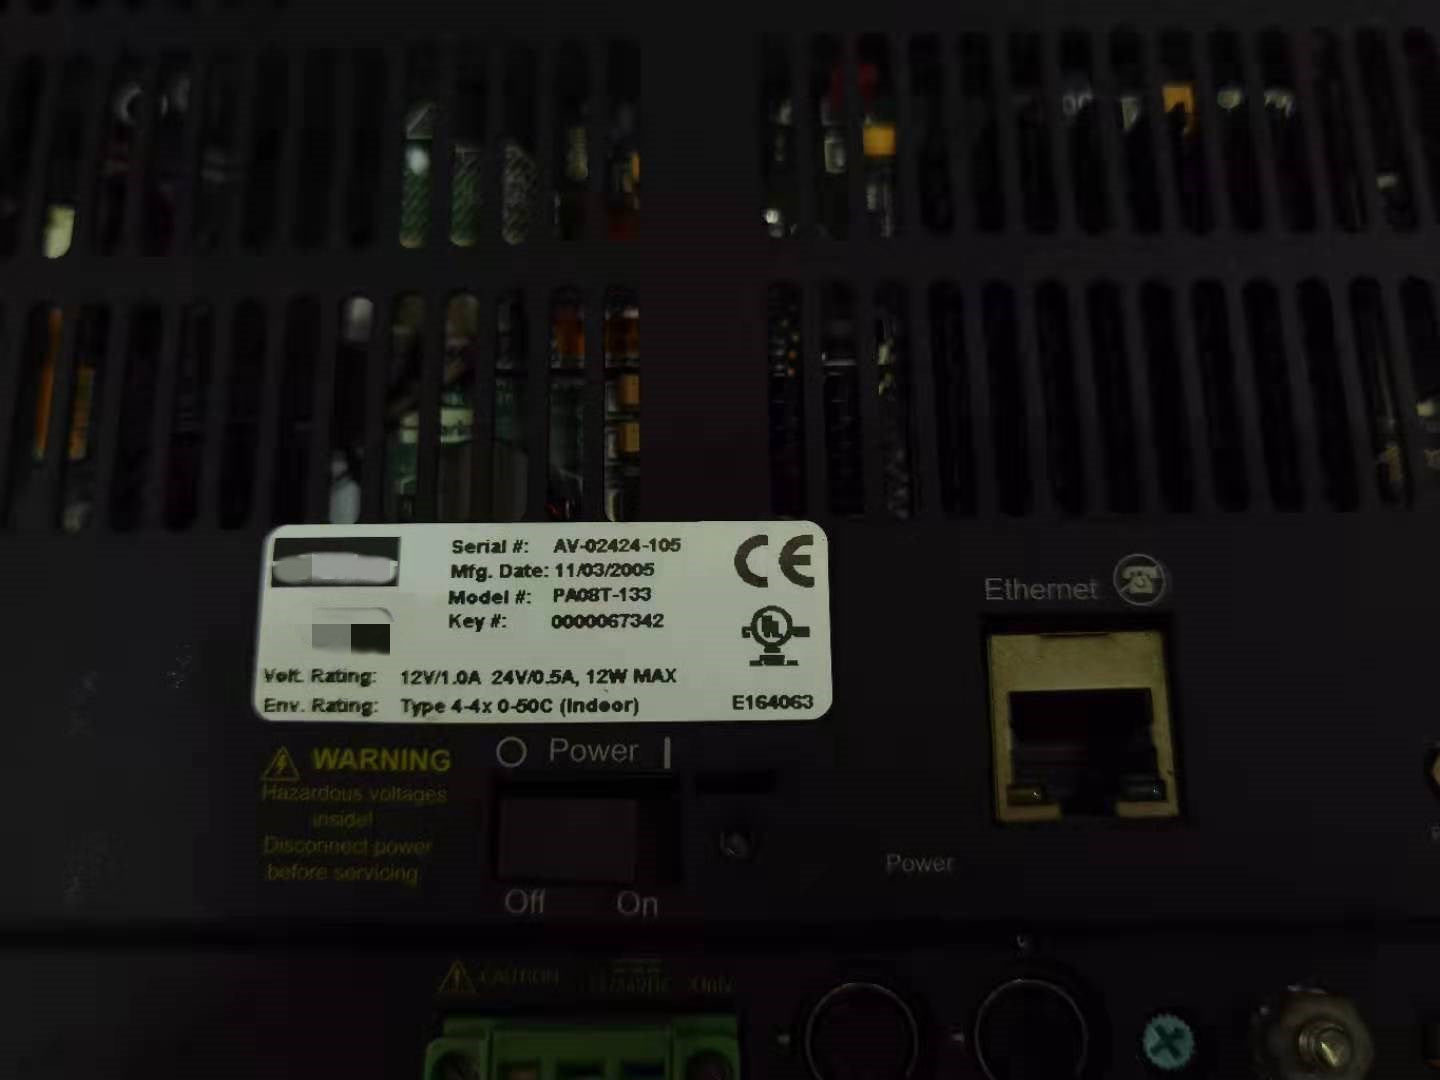 Serial #: AV-02424-105
Mfg. Date: 11/03/2005
Model #: PA08T-133
Key #: 0000067342
CE
UL
Volt. Rating: 12V/1.0A 24V/0.5A, 12W MAX
Env. Rating: Type 4-4x 0-50C (Indoor)
E164063
Ethernet
WARNING
Hazardous voltages
inside!
Disconnect power
before servicing
Power
Off On
Power
CAUTION
Only